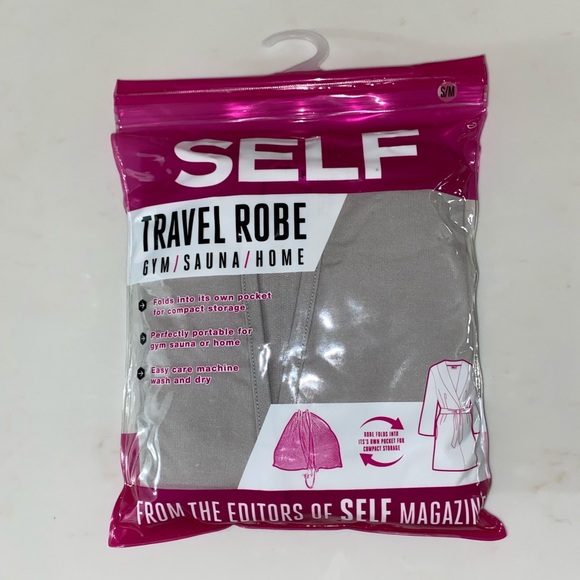 S/M
SELF
TRAVEL ROBE
GYM/SAUNA/HOME
Folds into its own pocket
for compact storage
Perfectly portable for
gym sauna or home
Easy care machine
wash and dry
ROBE FOLDS INTO
ITS'S OWN POCKET FOR
COMPACT STORAGE
FROM THE EDITORS OF SELF MAGAZIN